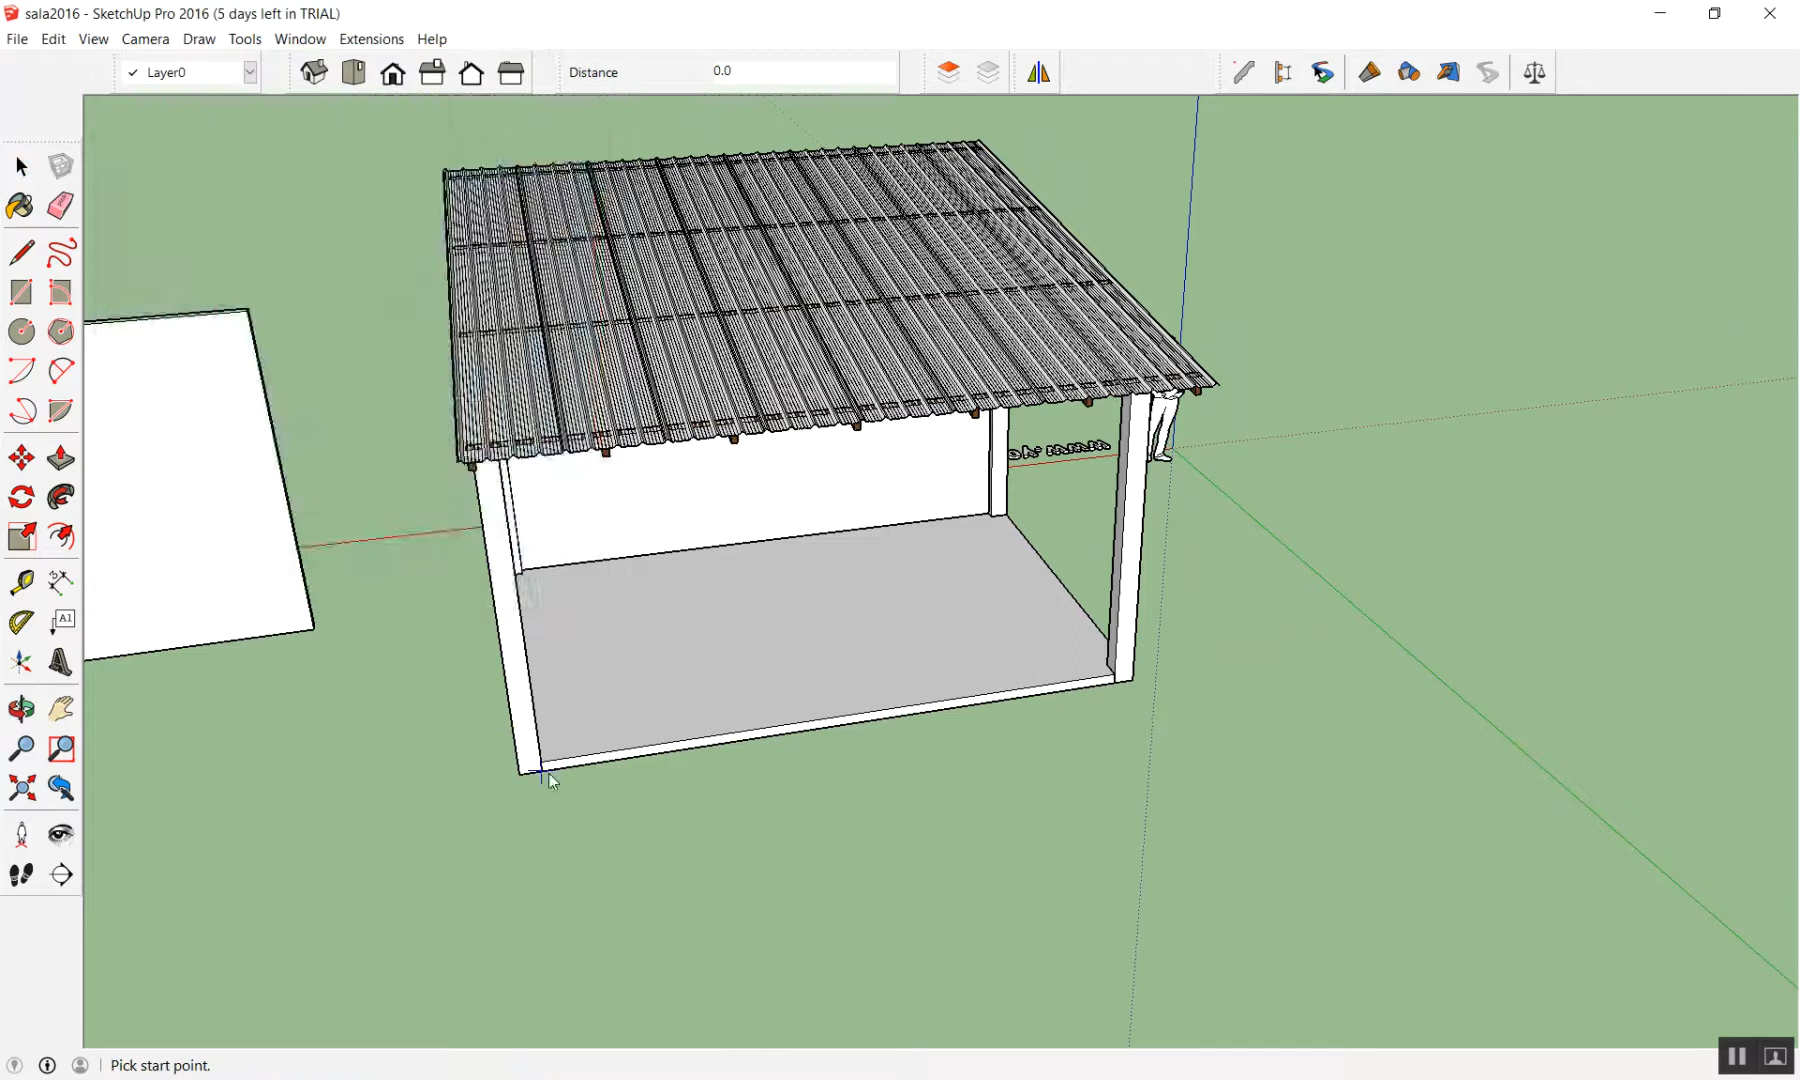 sala2016 - SketchUp Pro 2016 (5 days left in TRIAL)
File Edit View Camera Draw Tools Window Extensions Help
Layer0
Distance 0.0
A1
Pick start point.